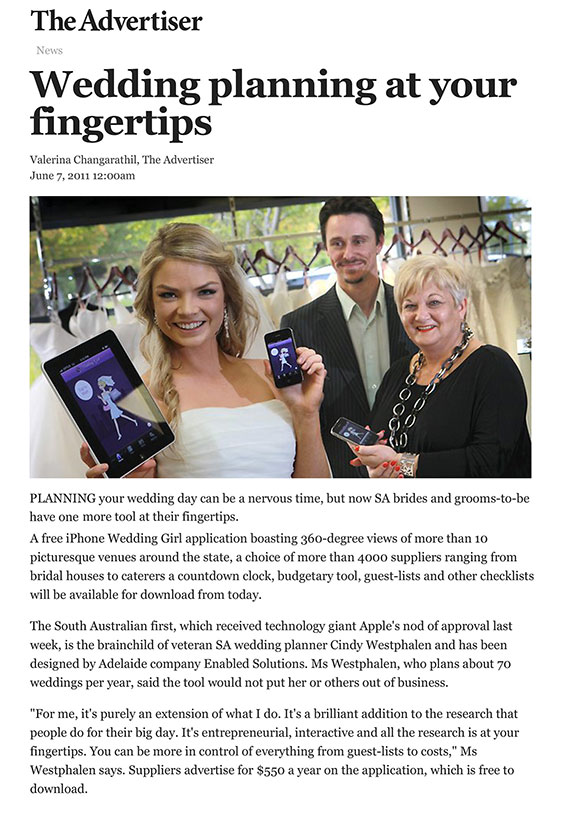 The Advertiser
News
Wedding planning at your
fingertips
Valerina Changarathil, The Advertiser
June 7, 2011 12:00am
PLANNING your wedding day can be a nervous time, but now SA brides and grooms-to-be
have one more tool at their fingertips.
A free iPhone Wedding Girl application boasting 360-degree views of more than 10
picturesque venues around the state, a choice of more than 4000 suppliers ranging from
bridal houses to caterers a countdown clock, budgetary tool, guest-lists and other checklists
will be available for download from today.
The South Australian first, which received technology giant Apple's nod of approval last
week, is the brainchild of veteran SA wedding planner Cindy Westphalen and has been
designed by Adelaide company Enabled Solutions. Ms Westphalen, who plans about 70
weddings per year, said the tool would not put her or others out of business.
"For me, it's purely an extension of what I do. It's a brilliant addition to the research that
people do for their big day. It's entrepreneurial, interactive and all the research is at your
fingertips. You can be more in control of everything from guest-lists to costs," Ms
Westphalen says. Suppliers advertise for $550 a year on the application, which is free to
download.